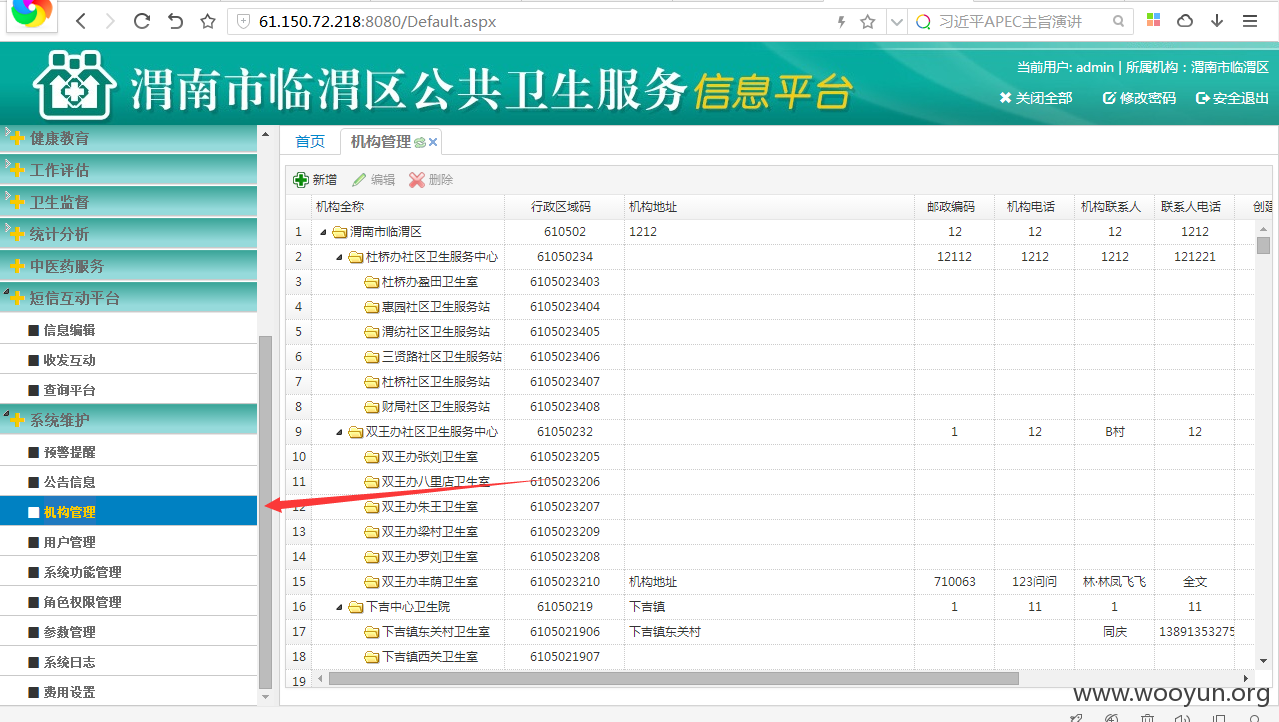 61.150.72.218:8080/Default.aspx
习近平APEC主旨演讲
渭南市临渭区公共卫生服务信息平台
当前用户: admin | 所属机构：渭南市临渭区
关闭全部 修改密码 安全退出
健康教育
工作评估
卫生监督
统计分析
中医药服务
短信互动平台
信息编辑
收发互动
查询平台
系统维护
预警提醒
公告信息
机构管理
用户管理
系统功能管理
角色权限管理
参数管理
系统日志
费用设置
首页 机构管理
新增 编辑 删除
机构全称 行政区域码 机构地址 邮政编码 机构电话 机构联系人 联系人电话
1 渭南市临渭区 610502 1212 12 12 12 1212
2 杜桥办社区卫生服务中心 61050234 12112 1212 1212 121221
3 杜桥办盈田卫生室 6105023403
4 惠园社区卫生服务站 6105023404
5 渭纺社区卫生服务站 6105023405
6 三贤路社区卫生服务站 6105023406
7 杜桥社区卫生服务站 6105023407
8 财局社区卫生服务站 6105023408
9 双王办社区卫生服务中心 61050232 1 12 B村 12
10 双王办张刘卫生室 6105023205
11 双王办八里店卫生室 6105023206
12 双王办朱王卫生室 6105023207
13 双王办梁村卫生室 6105023209
14 双王办罗刘卫生室 6105023208
15 双王办丰荫卫生室 6105023210 机构地址 710063 123问问 林·林凤飞飞 全文
16 下吉中心卫生院 61050219 下吉镇 1 11 1 11
17 下吉镇东关村卫生室 6105021906 下吉镇东关村 同庆 13891353275
18 下吉镇西关卫生室 6105021907
19
www.wooyun.org